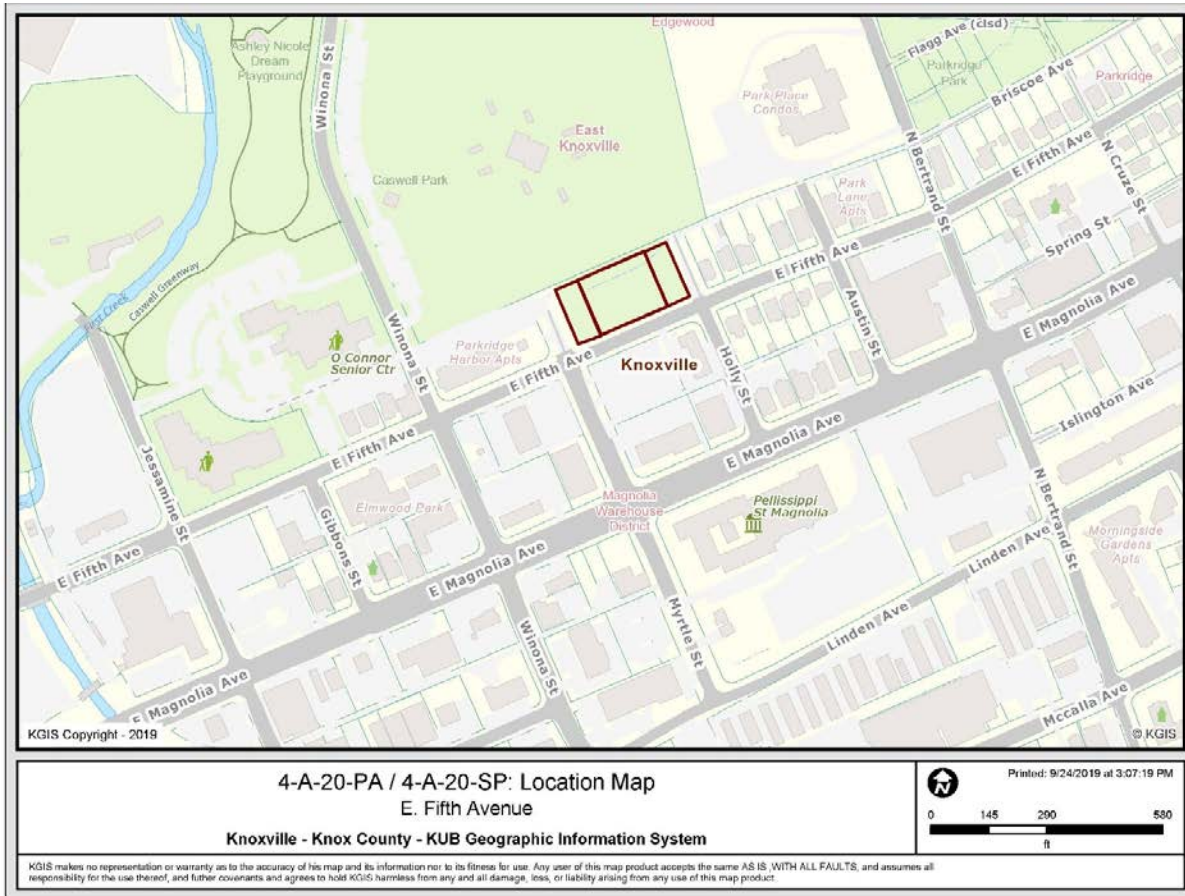 Edgewood
Ashley Nicole
Dream
Playground
Winona St
Flagg Ave (clsd)
Parkridge
Park
Briscoe Ave
Parkridge
Park Place
Condos
East
Knoxville
Caswell Park
N Bertrand St
E Fifth Ave
N Cruze St
Park
Lane
Apts
Spring St
E Fifth Ave
Caswell Greenway
First Creek
O Connor
Senior Ctr
Winona St
Parkridge
Harbor Apts
E Fifth Ave
Knoxville
Holly St
Austin St
E Magnolia Ave
Islington Ave
E Magnolia Ave
E Fifth Ave
Jessamine St
Elmwood Park
Gibbons St
Magnolia
Warehouse
District
Pellissippi
St Magnolia
N Bertrand St
Morningside
Gardens
Apts
Linden Ave
E Fifth Ave
E Magnolia Ave
Winona St
Myrtle St
Linden Ave
E Magnolia Ave
Mccalla Ave
KGIS Copyright - 2019
© KGIS
4-A-20-PA / 4-A-20-SP: Location Map
E. Fifth Avenue
Knoxville - Knox County - KUB Geographic Information System
N
Printed: 9/24/2019 at 3:07:19 PM
0 145 290 580
ft
KGIS makes no representation or warranty as to the accuracy of his map and its information nor to its fitness for use. Any user of this map product accepts the same AS IS, WITH ALL FAULTS, and assumes all
responsibility for the use thereof, and futher covenants and agrees to hold KGIS harmless from any and all damage, loss, or liability arising from any use of this map product.